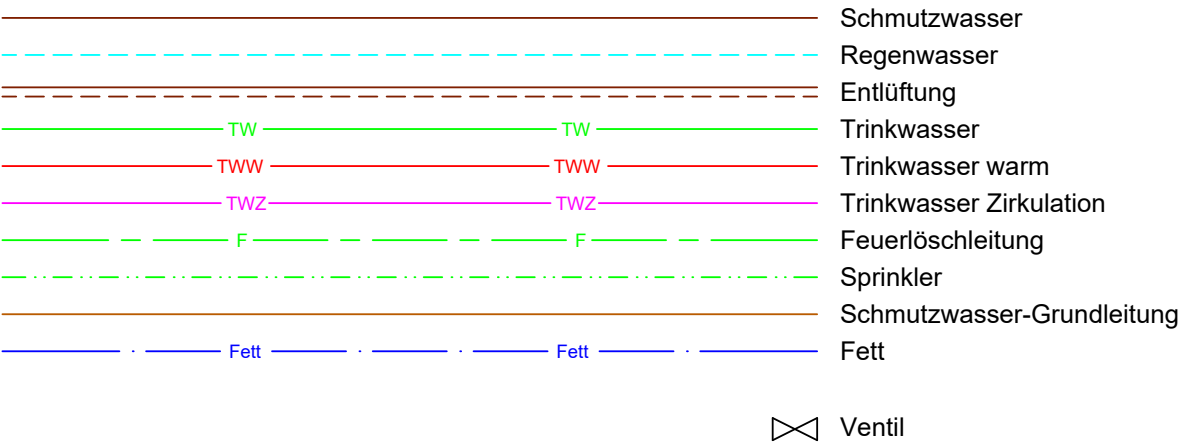 Schmutzwasser
Regenwasser
Entlüftung
TW TW Trinkwasser
TWW TWW Trinkwasser warm
TWZ TWZ Trinkwasser Zirkulation
F F Feuerlöschleitung
Sprinkler
Schmutzwasser-Grundleitung
Fett Fett Fett
Ventil